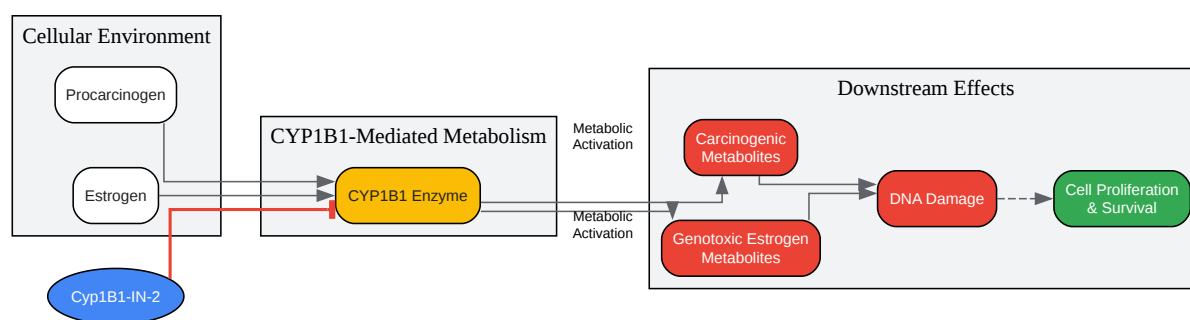 Cellular Environment
Procarcinogen
Estrogen
Cyp1B1-IN-2
CYP1B1-Mediated Metabolism
CYP1B1 Enzyme
Metabolic
Activation
Metabolic
Activation
Downstream Effects
Carcinogenic
Metabolites
Genotoxic Estrogen
Metabolites
DNA Damage
Cell Proliferation
& Survival